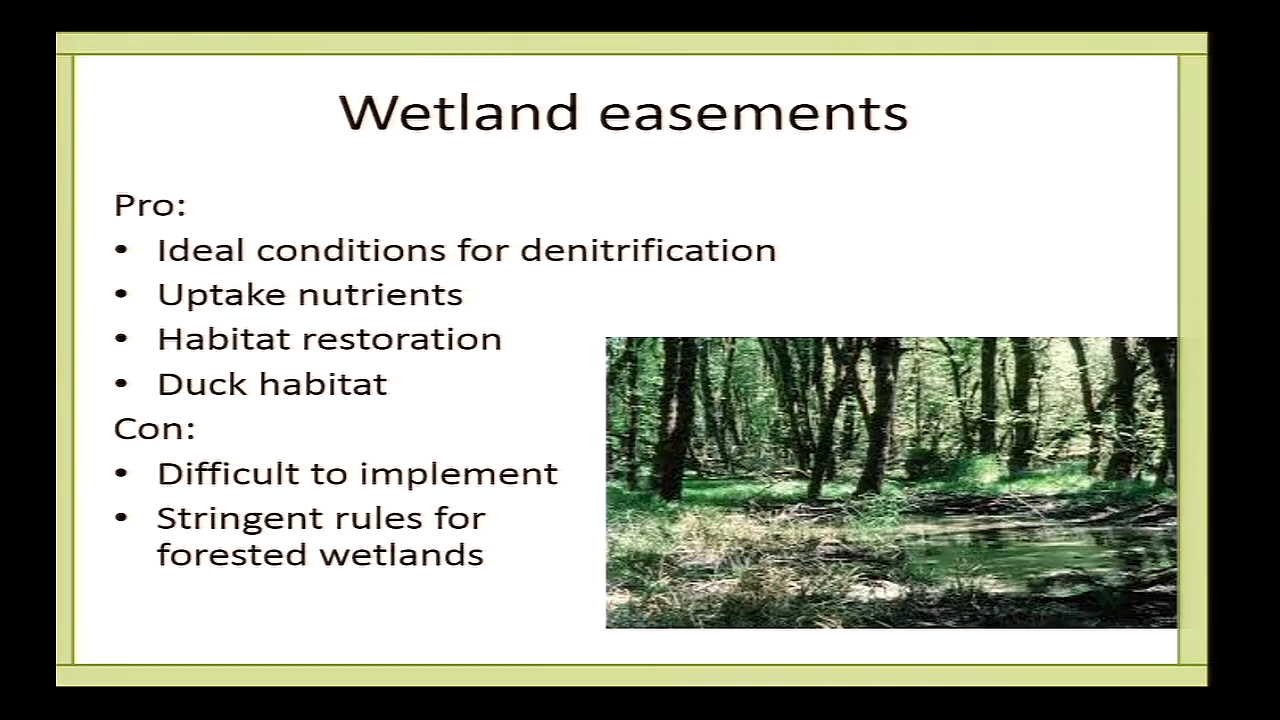 Wetland easements
Pro:
• Ideal conditions for denitrification
• Uptake nutrients
• Habitat restoration
• Duck habitat
Con:
• Difficult to implement
• Stringent rules for
forested wetlands